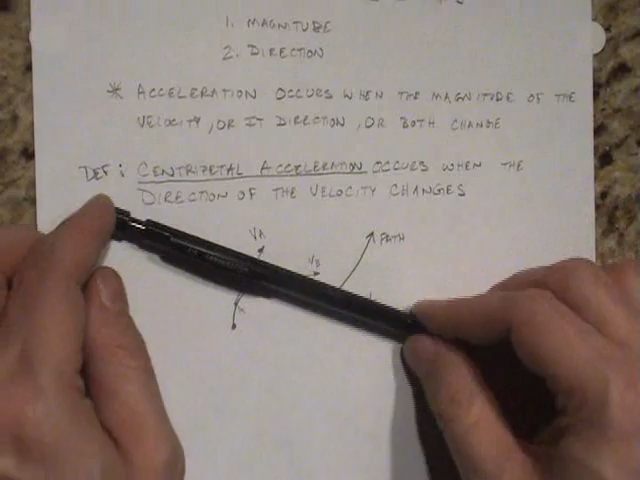 1. MAGNITUDE
2. DIRECTION
* ACCELERATION OCCURS WHEN THE MAGNITUDE OF THE
VELOCITY, OR IT DIRECTION, OR BOTH CHANGE
DEF: CENTRIPETAL ACCELERATION OCCURS WHEN THE
DIRECTION OF THE VELOCITY CHANGES
VA
VB
PATH